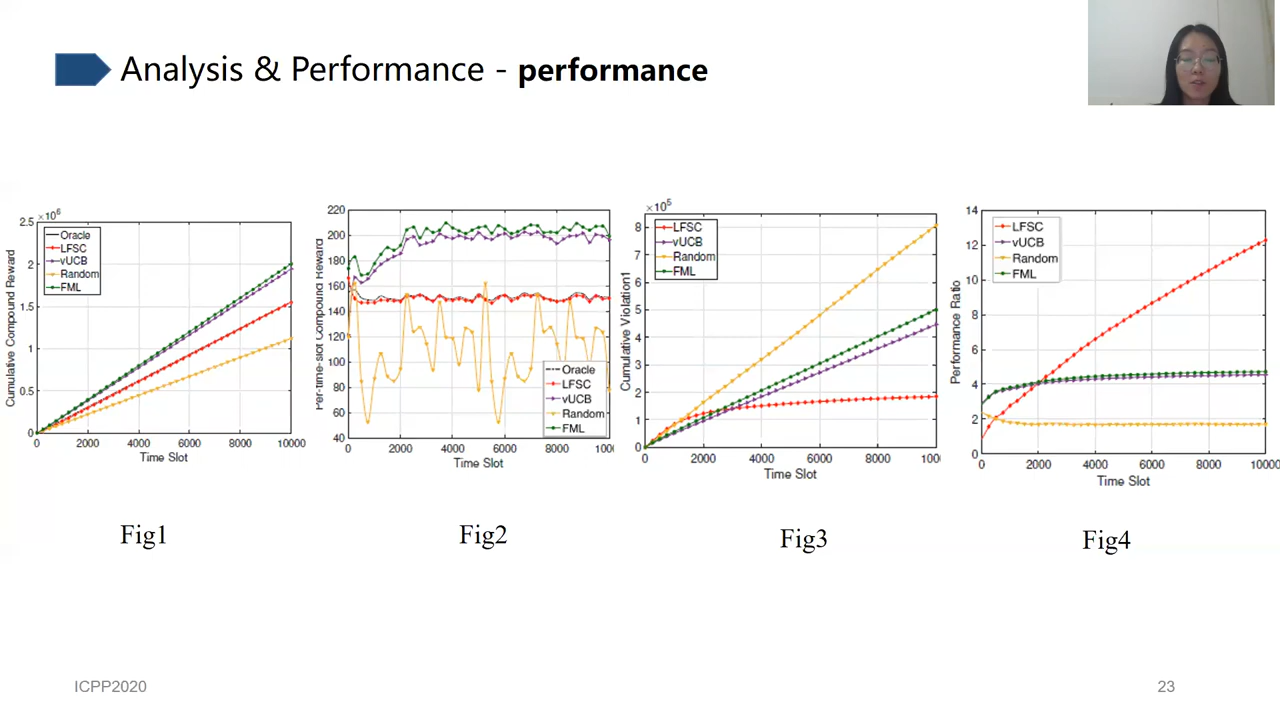 Analysis & Performance - performance
×10⁶
2.5
2
1.5
1
0.5
0
Cumulative Compound Reward
Oracle
LFSC
vUCB
Random
FML
0 2000 4000 6000 8000 10000
Time Slot
Fig1
220
200
180
160
140
120
100
80
60
40
Per-time-slot Compound Reward
Oracle
LFSC
vUCB
Random
FML
0 2000 4000 6000 8000 1000
Time Slot
Fig2
×10⁵
8
7
6
5
4
3
2
1
0
Cumulative Violation1
LFSC
vUCB
Random
FML
0 2000 4000 6000 8000 100
Time Slot
Fig3
14
12
10
8
6
4
2
0
Performance Ratio
LFSC
vUCB
Random
FML
0 2000 4000 6000 8000 10000
Time Slot
Fig4
ICPP2020
23